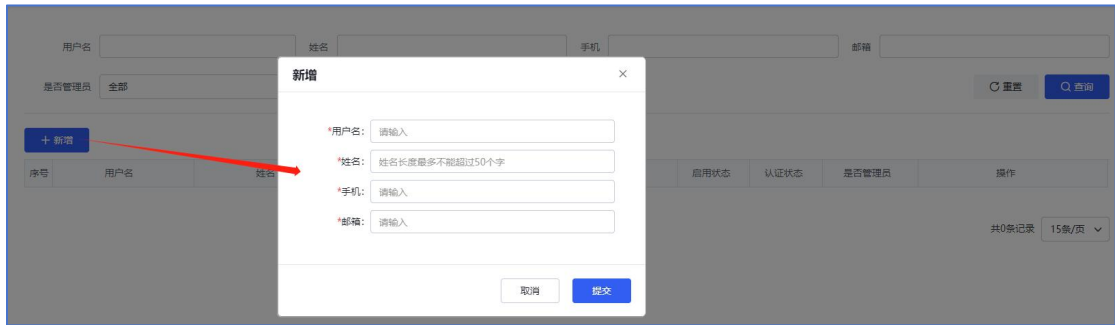 用户名 姓名 手机 邮箱
是否管理员 全部 重置 查询
新增
*用户名: 请输入
*姓名: 姓名长度最多不能超过50个字
*手机: 请输入
*邮箱: 请输入
取消 提交
+ 新增
序号 用户名 姓名 启用状态 认证状态 是否管理员 操作
共0条记录 15条/页